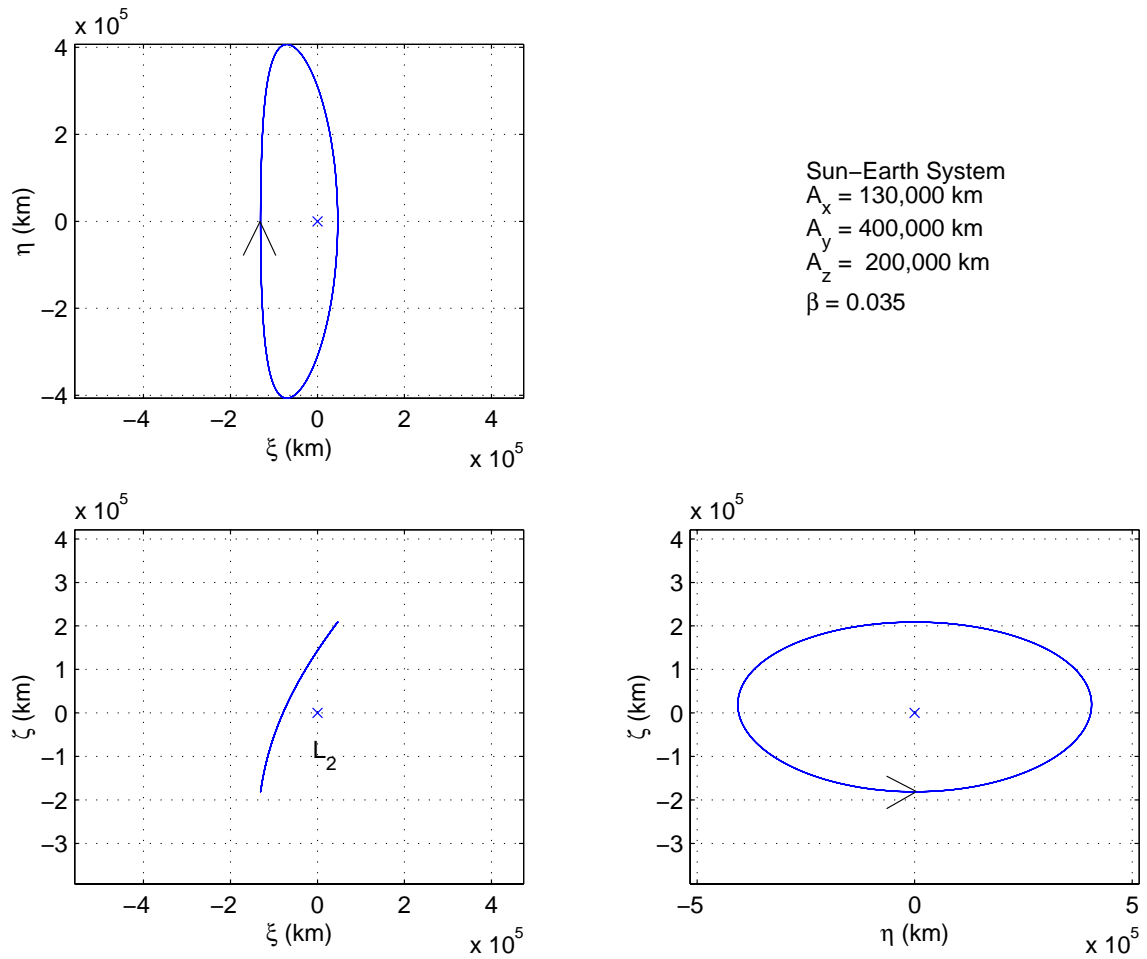 x 10^5
4
2
0
−2
−4
η (km)
−4 −2 0 2 4
ξ (km)
x 10^5
Sun−Earth System
A_x = 130,000 km
A_y = 400,000 km
A_z = 200,000 km
β = 0.035
x 10^5
4
3
2
1
0
−1
−2
−3
ζ (km)
L_2
−4 −2 0 2 4
ξ (km)
x 10^5
x 10^5
4
3
2
1
0
−1
−2
−3
ζ (km)
−5 0 5
η (km)
x 10^5